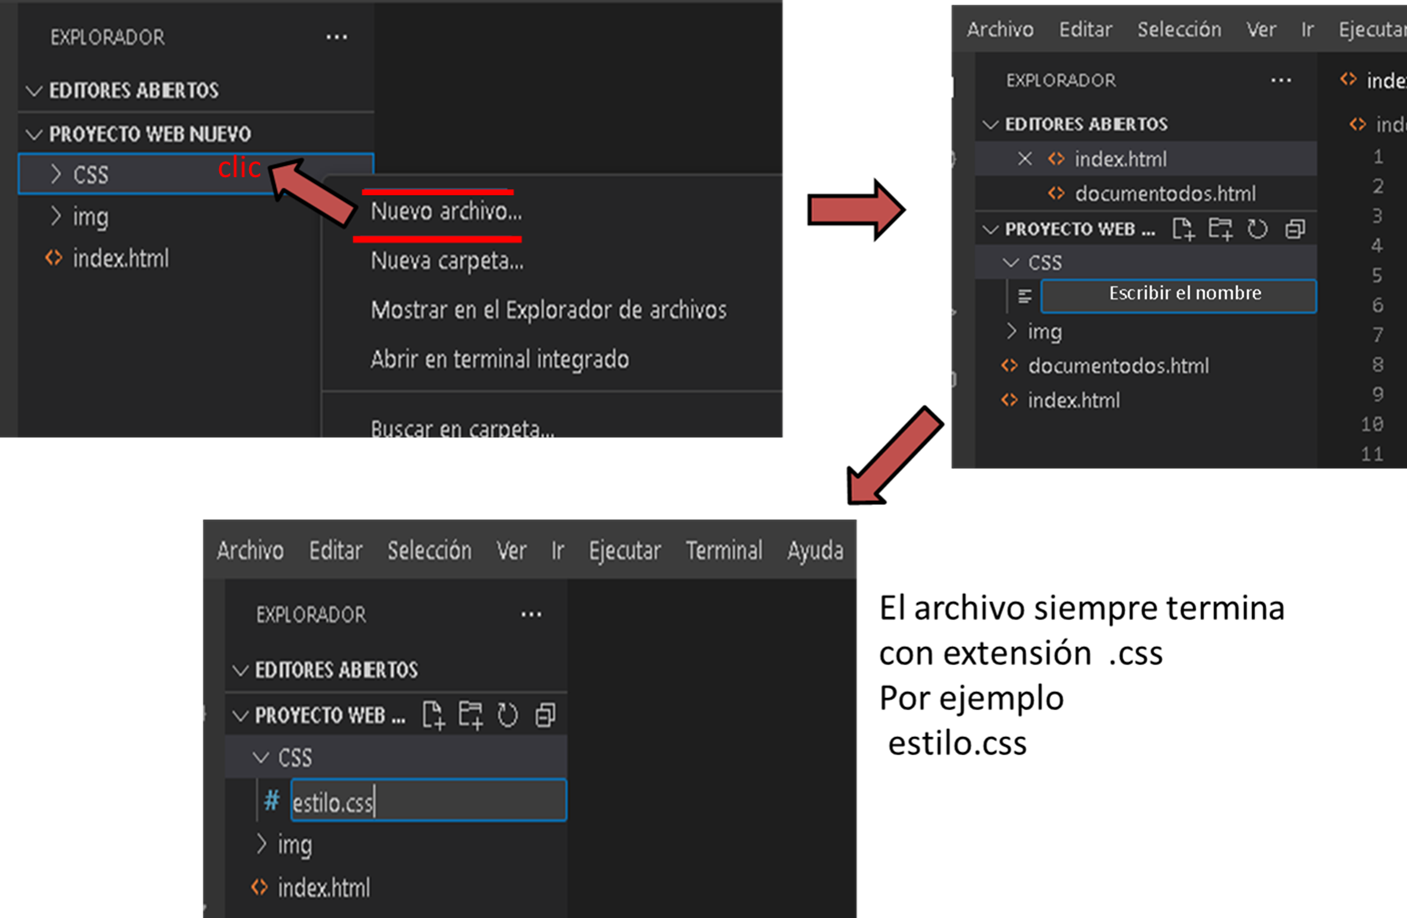 EXPLORADOR ...
EDITORES ABIERTOS
PROYECTO WEB NUEVO
CSS
clic
img
index.html
Nuevo archivo...
Nueva carpeta...
Mostrar en el Explorador de archivos
Abrir en terminal integrado
Buscar en carpeta...
Archivo Editar Selección Ver Ir Ejecutar
EXPLORADOR ...
EDITORES ABIERTOS
index.html
documentodos.html
PROYECTO WEB ...
CSS
Escribir el nombre
img
documentodos.html
index.html
1
2
3
4
5
6
7
8
9
10
11
Archivo Editar Selección Ver Ir Ejecutar Terminal Ayuda
EXPLORADOR ...
EDITORES ABIERTOS
PROYECTO WEB ...
CSS
# estilo.css
img
index.html
El archivo siempre termina
con extensión .css
Por ejemplo
estilo.css